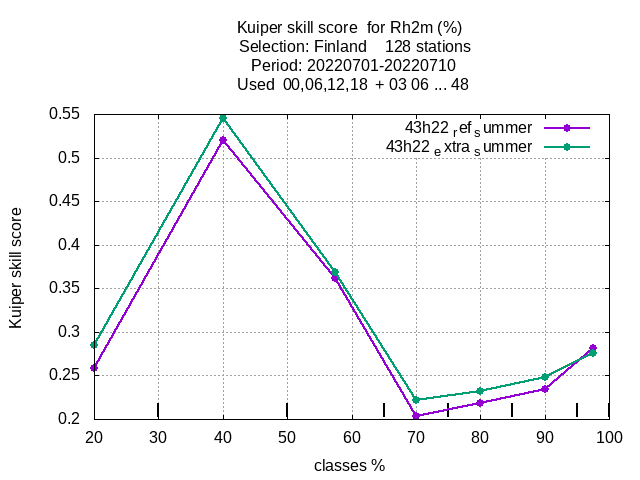 Kuiper skill score  for Rh2m (%)
Selection: Finland    128 stations
Period: 20220701-20220710
Used  00,06,12,18  + 03 06 ... 48
43h22 ref summer
43h22 extra summer
Kuiper skill score
0.55
0.5
0.45
0.4
0.35
0.3
0.25
0.2
20 30 40 50 60 70 80 90 100
classes %